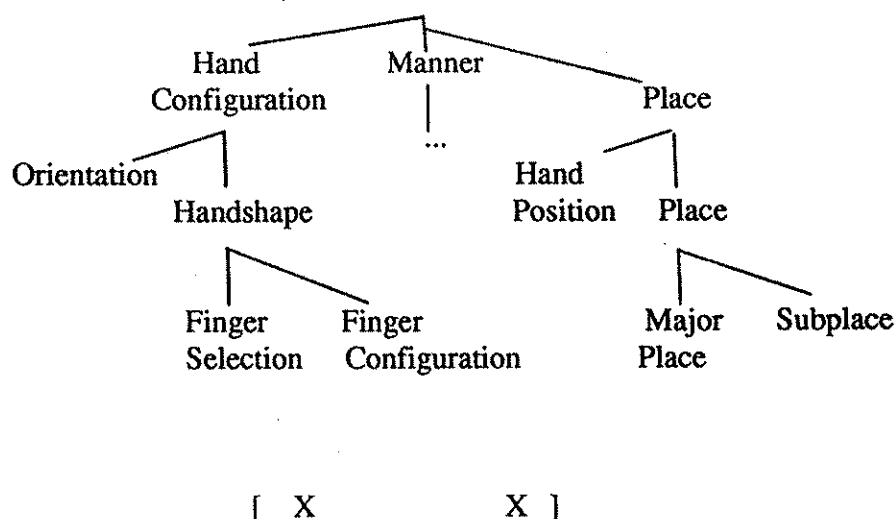 Hand Manner
Configuration Place
...
Orientation Hand
Handshape Position Place
Finger Finger Major Subplace
Selection Configuration Place
[ X X ]